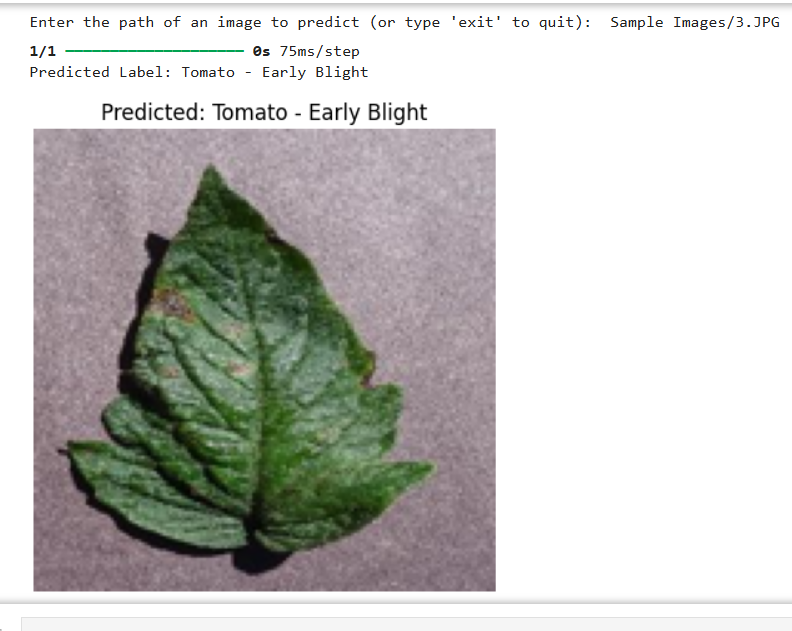 Enter the path of an image to predict (or type 'exit' to quit):  Sample Images/3.JPG
1/1 ━━━━━━━━━━━━━━━━━━━━ 0s 75ms/step
Predicted Label: Tomato - Early Blight
Predicted: Tomato - Early Blight